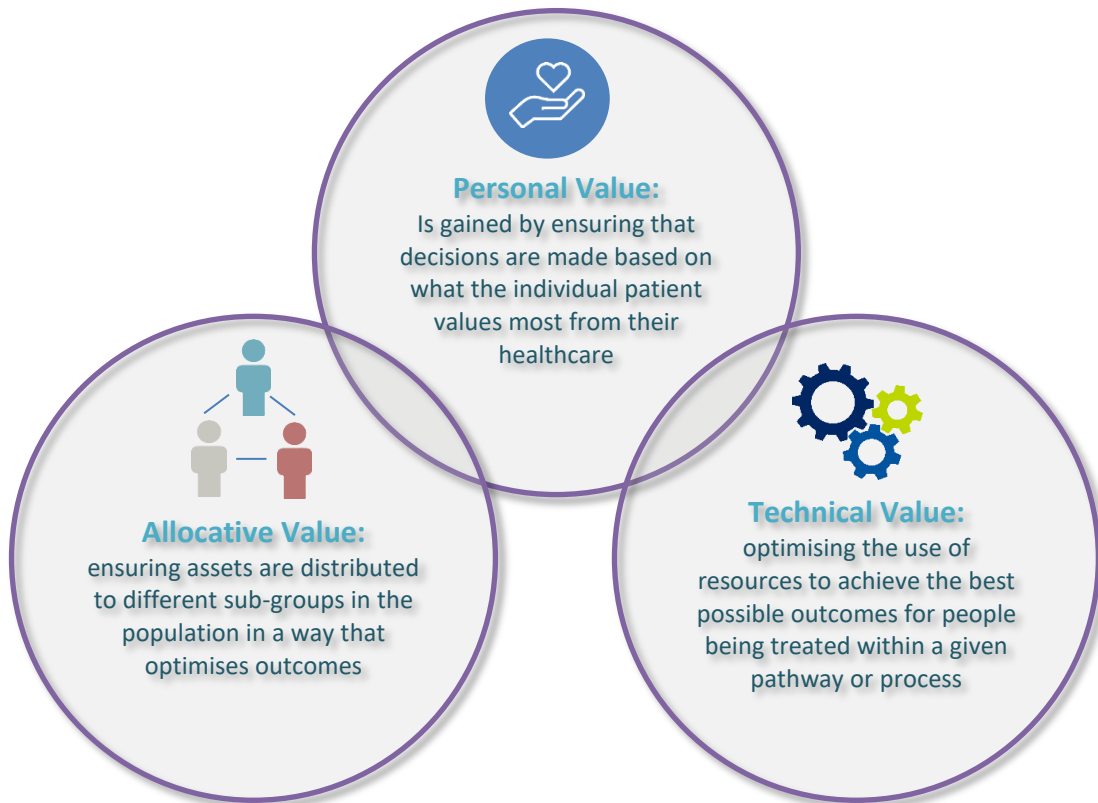 Personal Value:
Is gained by ensuring that
decisions are made based on
what the individual patient
values most from their
healthcare
Allocative Value:
ensuring assets are distributed
to different sub-groups in the
population in a way that
optimises outcomes
Technical Value:
optimising the use of
resources to achieve the best
possible outcomes for people
being treated within a given
pathway or process